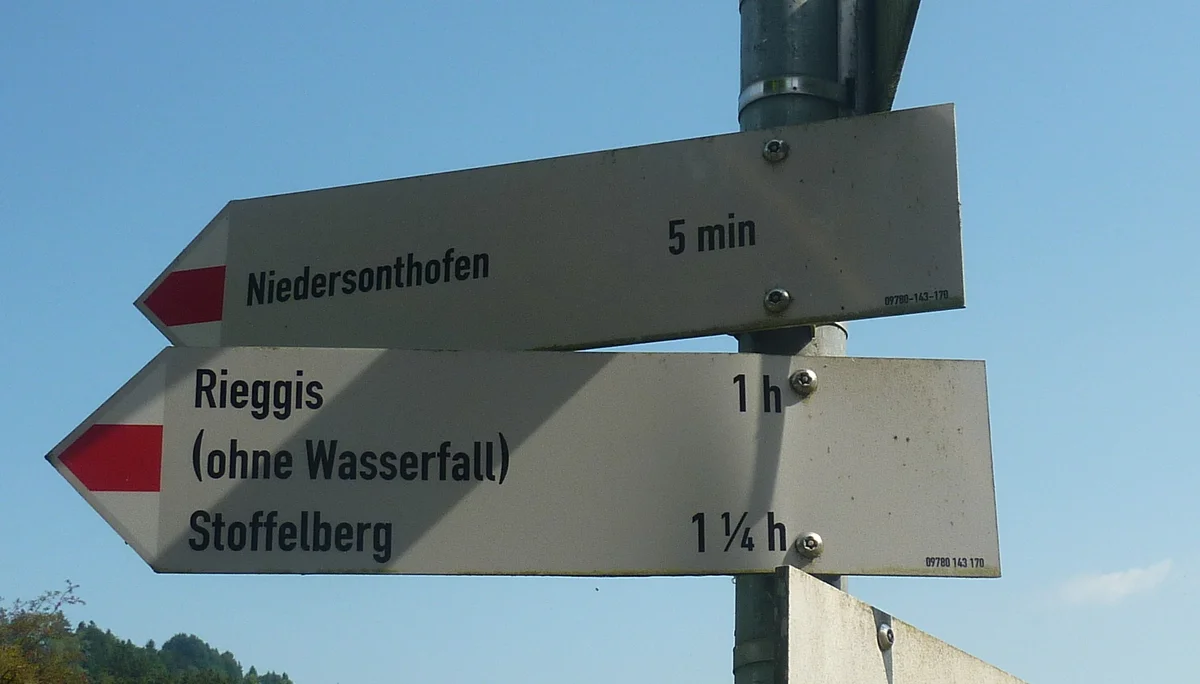 Niedersonthofen 5 min
09780-143-170
Rieggis 1 h
(ohne Wasserfall)
Stoffelberg 1 ¼ h
09780 143 170